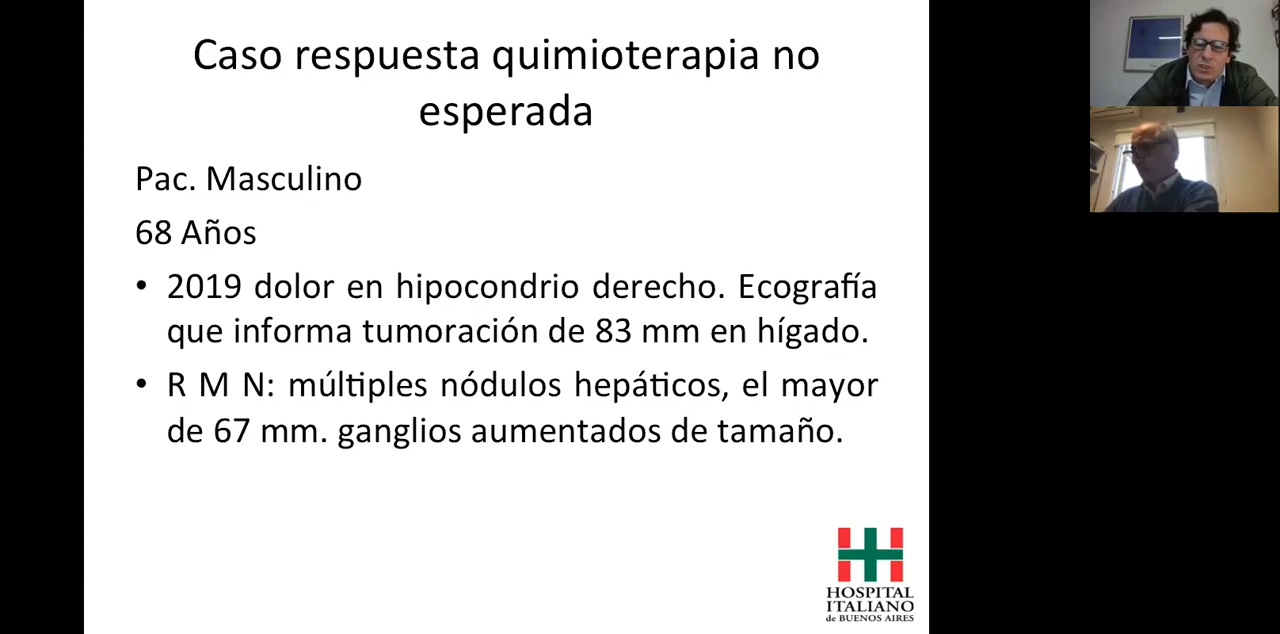 Caso respuesta quimioterapia no
esperada
Pac. Masculino
68 Años
• 2019 dolor en hipocondrio derecho. Ecografía
que informa tumoración de 83 mm en hígado.
• R M N: múltiples nódulos hepáticos, el mayor
de 67 mm. ganglios aumentados de tamaño.
HOSPITAL
ITALIANO
de BUENOS AIRES